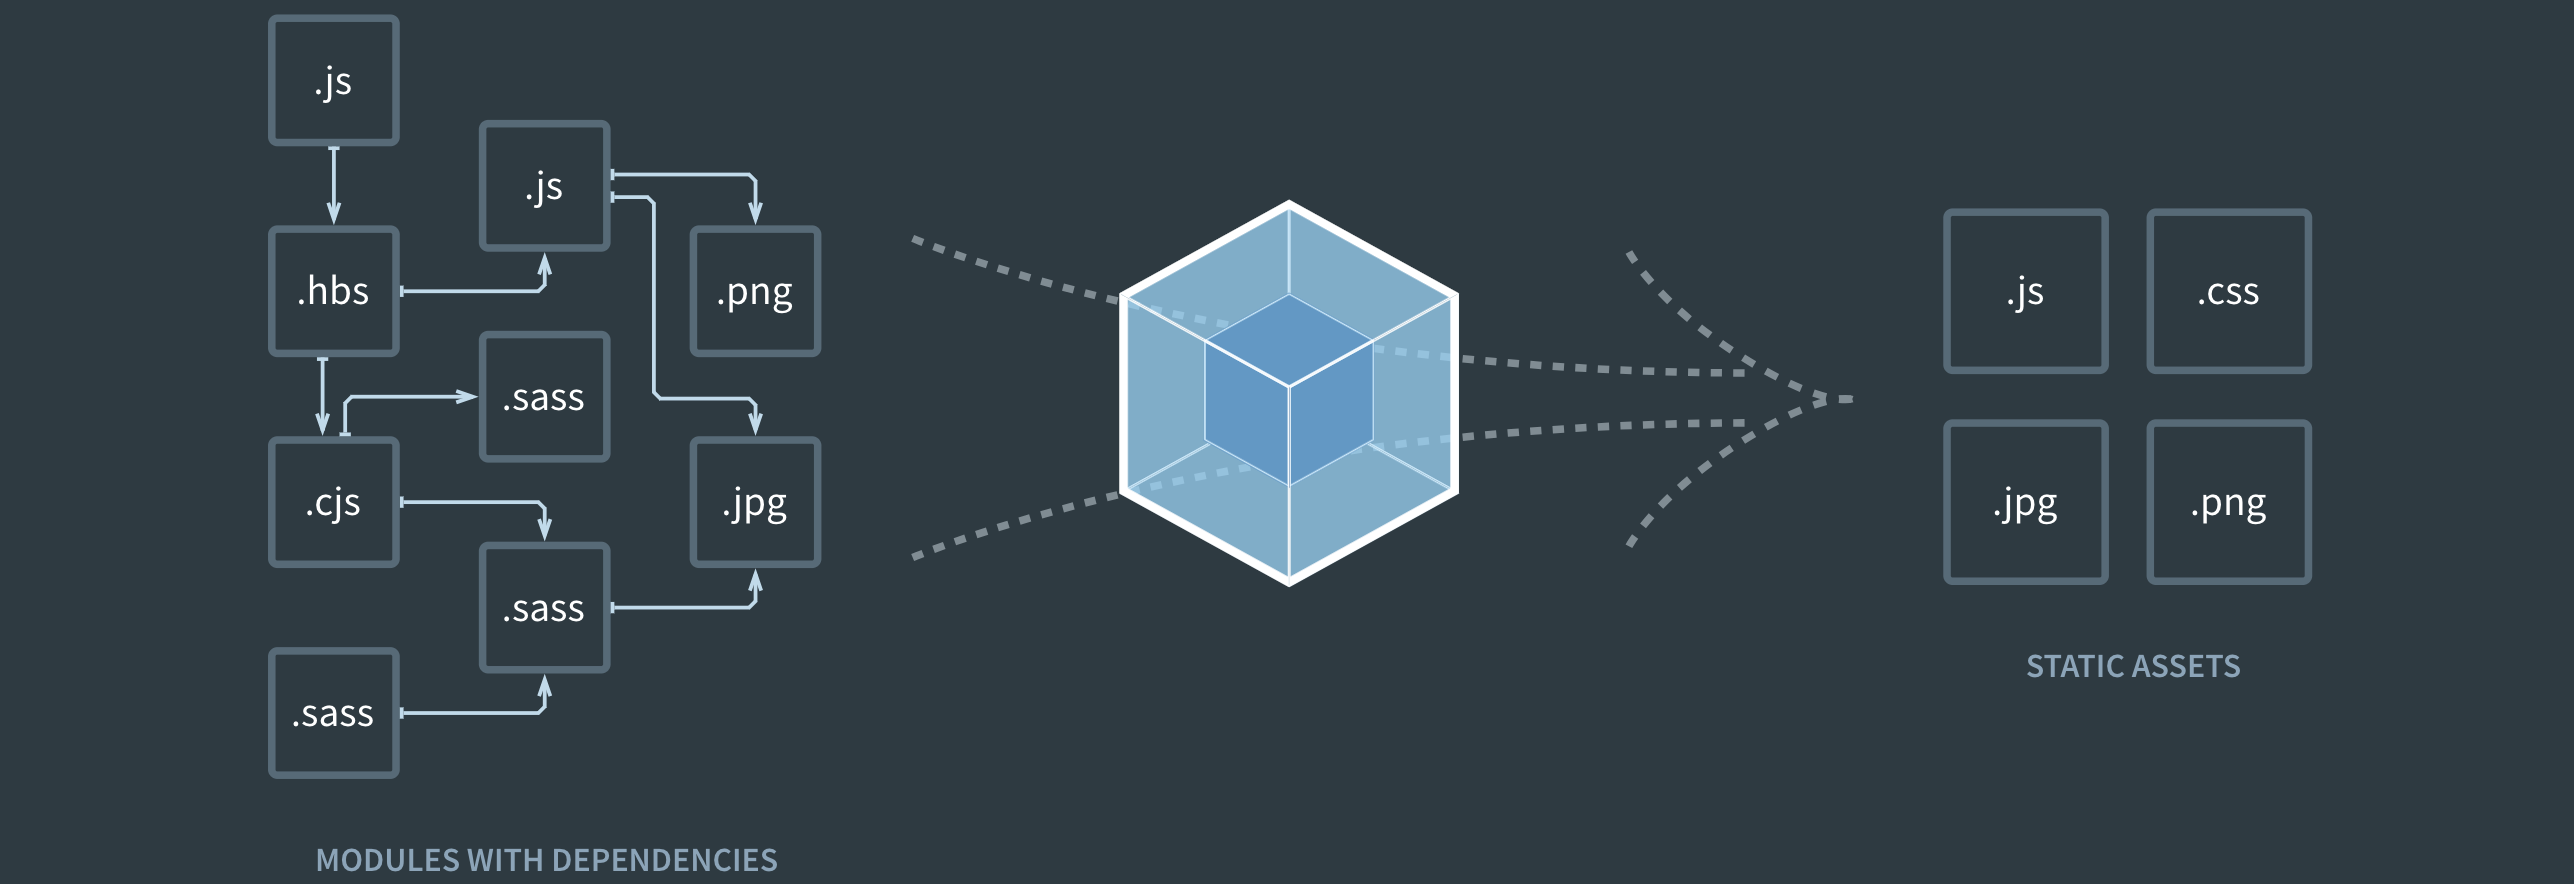 .js
.js
.hbs
.png
.sass
.cjs
.jpg
.sass
.sass
MODULES WITH DEPENDENCIES
.js
.css
.jpg
.png
STATIC ASSETS